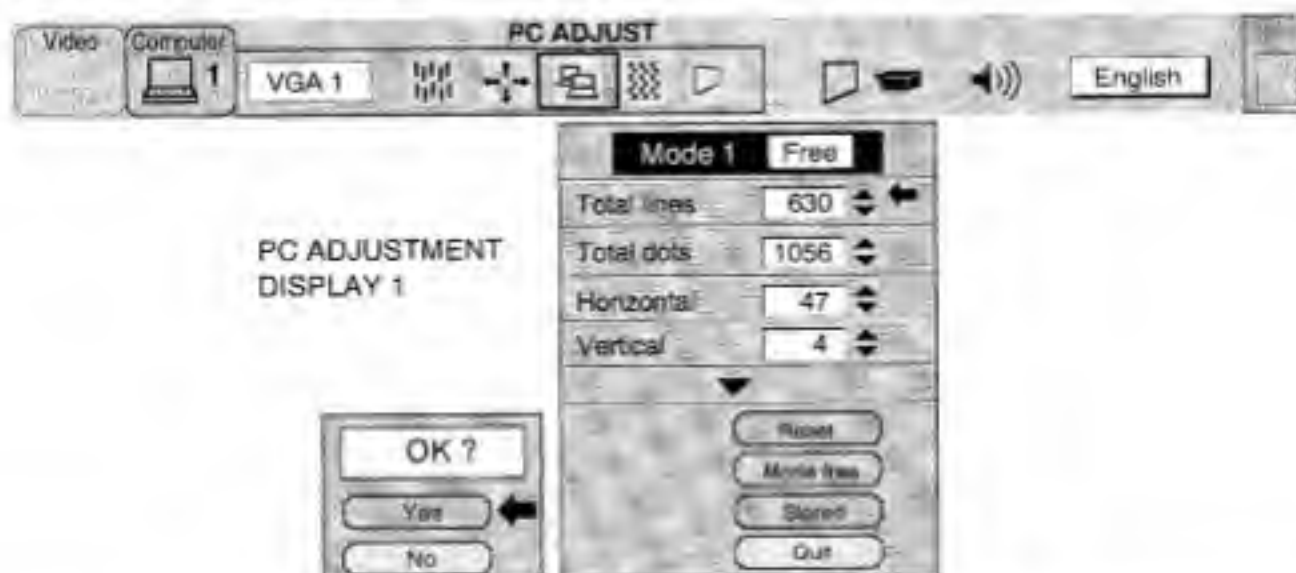 PC ADJUST
Video
Computer
1
VGA 1
English
Mode 1 Free
Total lines 630
Total dots 1056
Horizontal 47
Vertical 4
PC ADJUSTMENT
DISPLAY 1
Reset
Mode free
Stored
Quit
OK ?
Yes
No